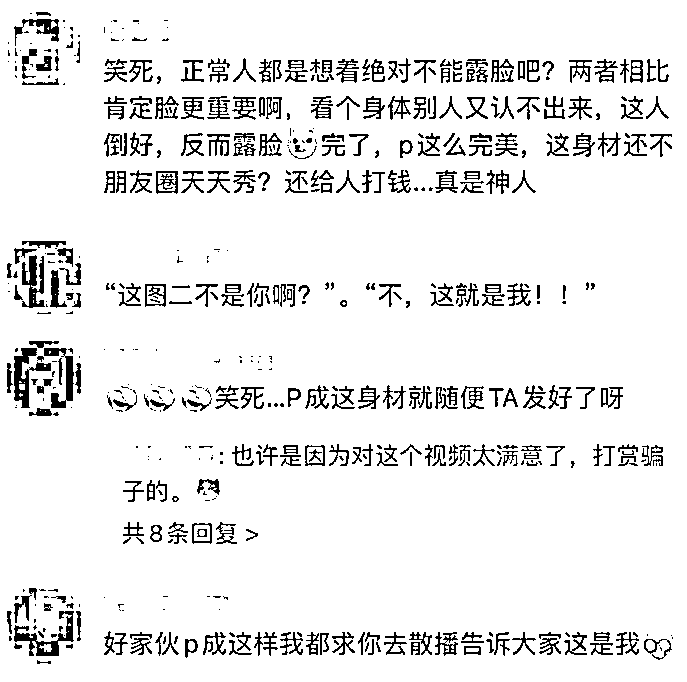 笑死，正常人都是想着绝对不能露脸吧？两者相比
肯定脸更重要啊，看个身体别人又认不出来，这人
倒好，反而露脸完了，p这么完美，这身材还不
朋友圈天天秀？还给人打钱...真是神人
“这图二不是你啊？”。“不，这就是我！！”
笑死...P成这身材就随便TA发好了呀
：也许是因为对这个视频太满意了，打赏骗
子的。
共8条回复 >
好家伙p成这样我都求你去散播告诉大家这是我